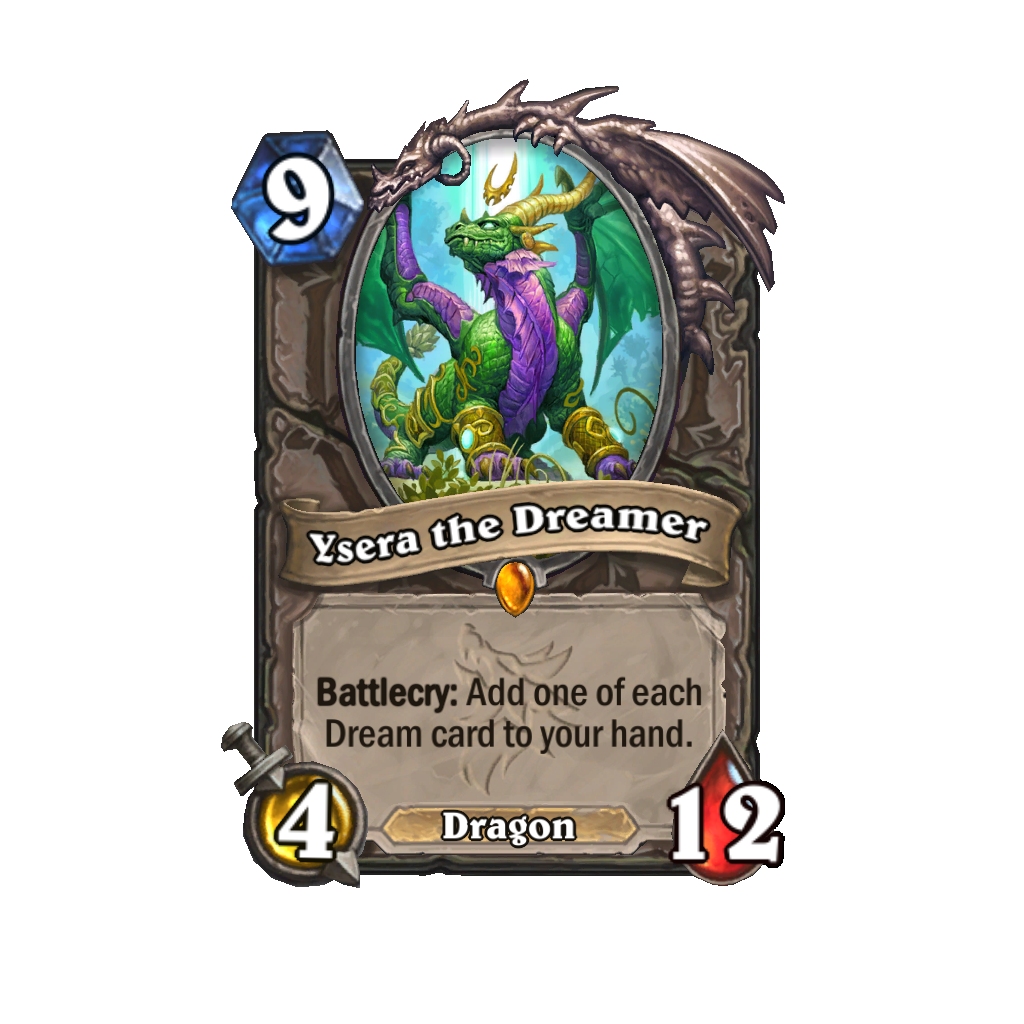 9
Ysera the Dreamer
Battlecry: Add one of each
Dream card to your hand.
4
Dragon
12